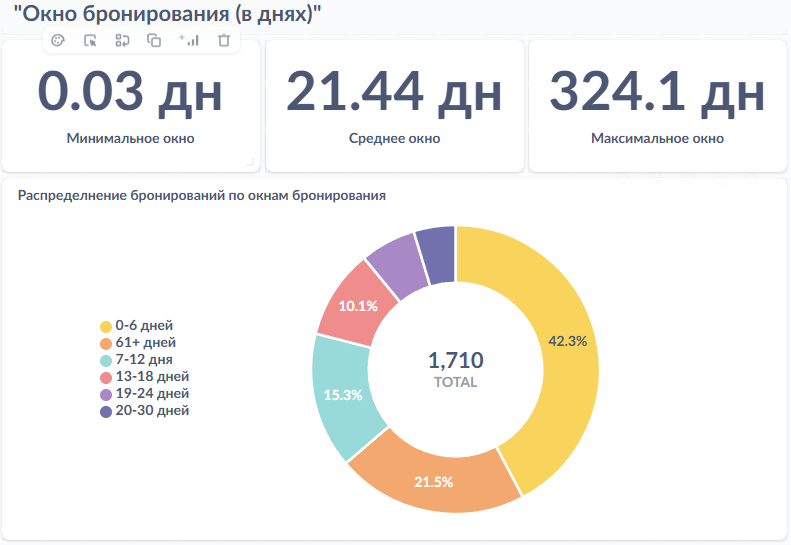 "Окно бронирования (в днях)"
0.03 дн
21.44 дн
324.1 дн
Минимальное окно
Среднее окно
Максимальное окно
Распределнение бронирований по окнам бронирования
0-6 дней
61+ дней
7-12 дня
13-18 дней
19-24 дней
20-30 дней
10.1%
42.3%
15.3%
21.5%
1,710
TOTAL